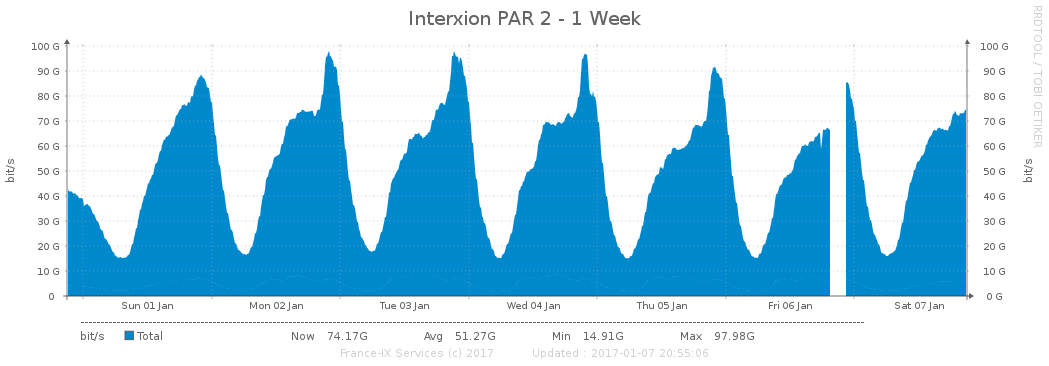 Interxion PAR 2 - 1 Week
RRDTOOL / TOBI OETIKER
bit/s
100 G 100 G
90 G 90 G
80 G 80 G
70 G 70 G
60 G 60 G
50 G 50 G
40 G 40 G
30 G 30 G
20 G 20 G
10 G 10 G
0 0 G
bit/s
Sun 01 Jan Mon 02 Jan Tue 03 Jan Wed 04 Jan Thu 05 Jan Fri 06 Jan Sat 07 Jan
bit/s Total Now 74.17G Avg 51.27G Min 14.91G Max 97.98G
France-IX Services (c) 2017 Updated : 2017-01-07 20:55:06